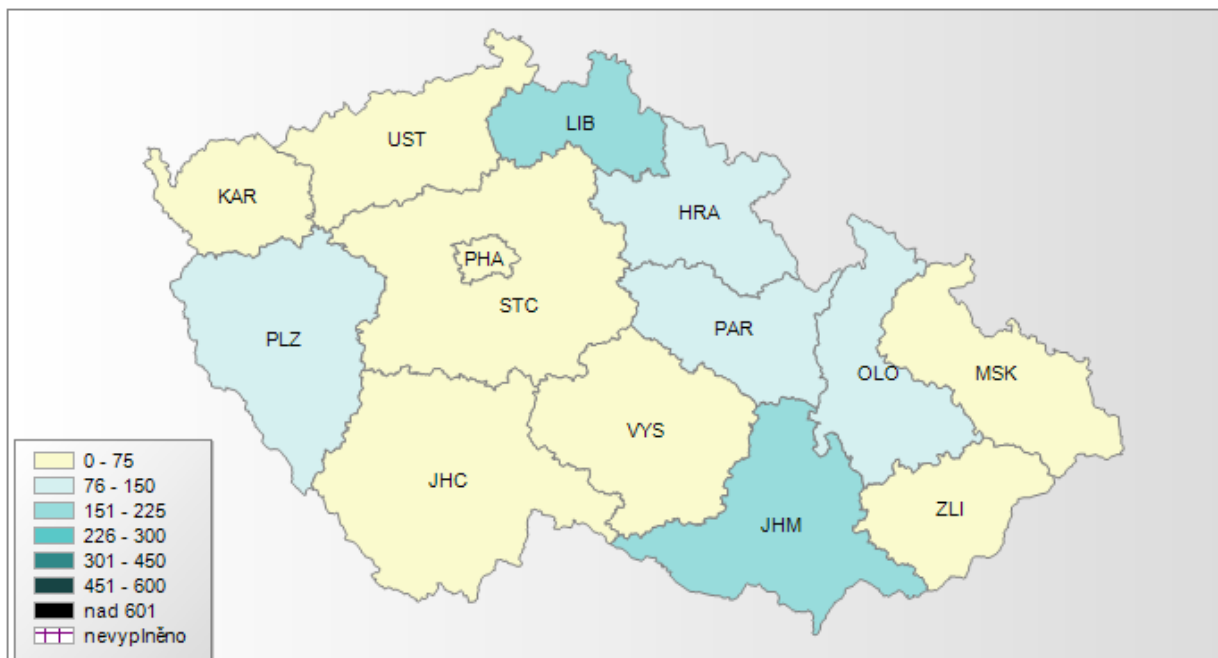 LIB
UST
KAR
HRA
PHA
STC
PAR
PLZ
OLO
MSK
VYS
JHC
ZLI
JHM
0 - 75
76 - 150
151 - 225
226 - 300
301 - 450
451 - 600
nad 601
nevyplněno